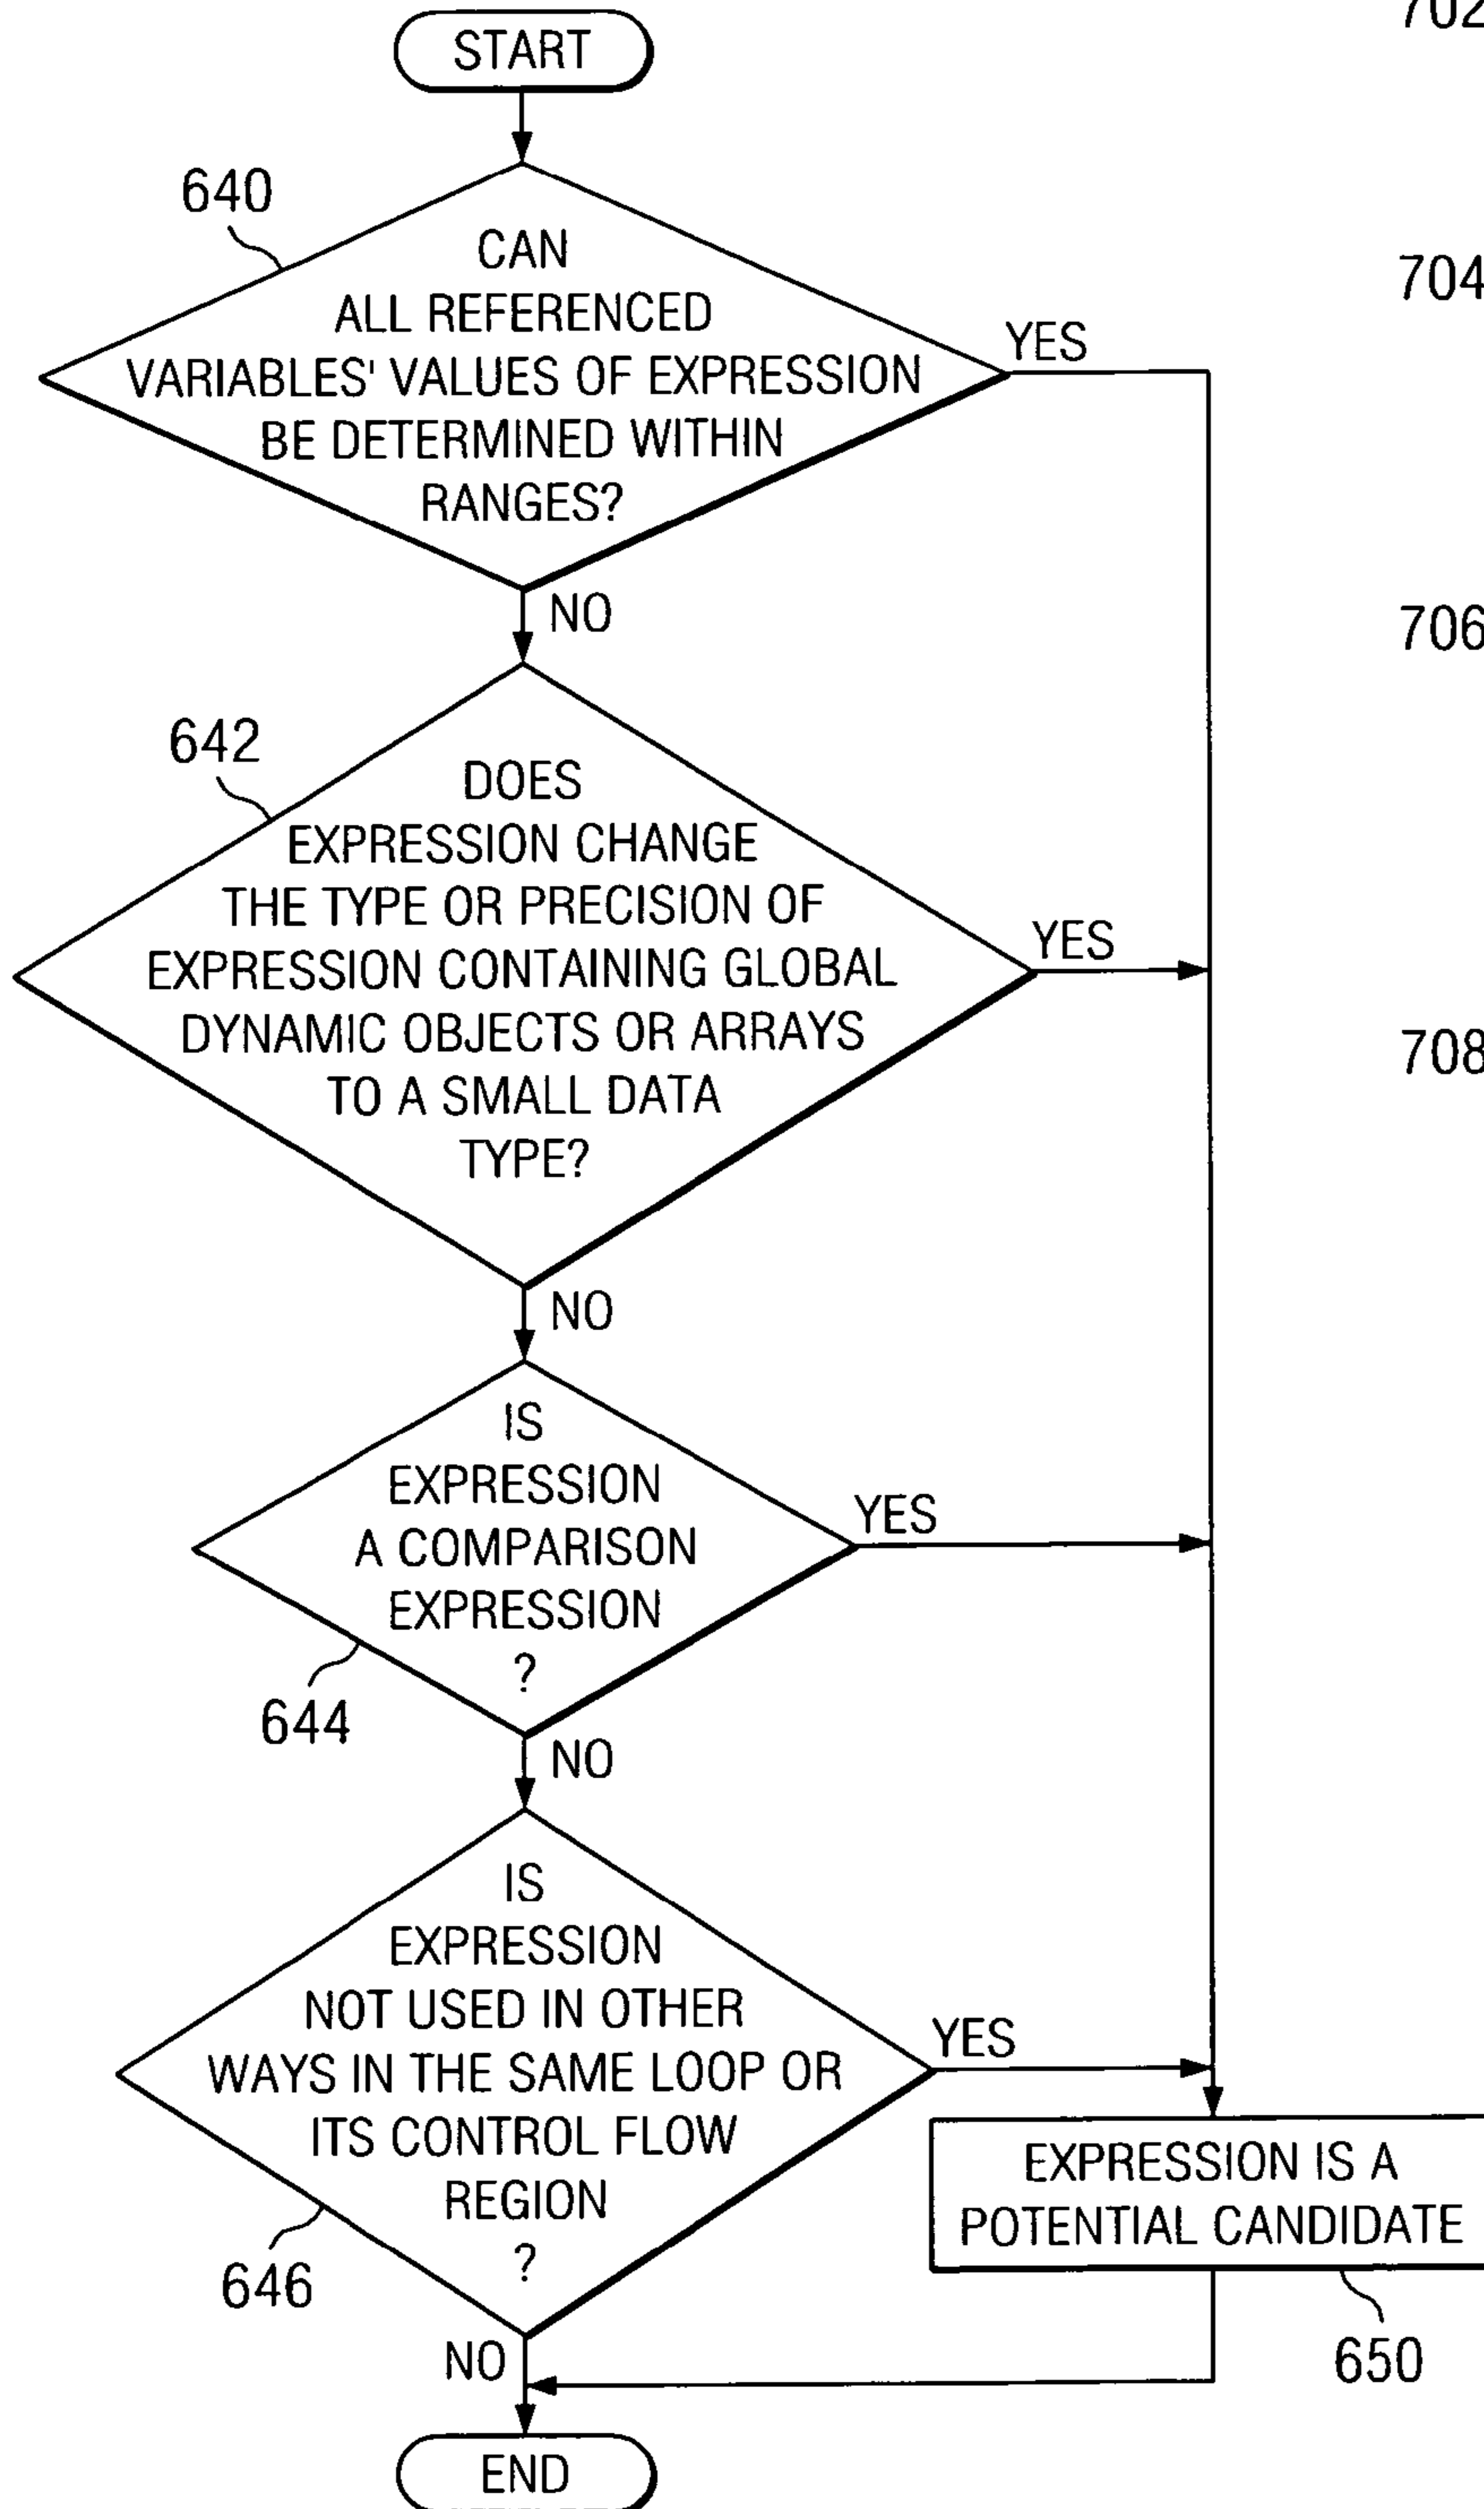 START
640
CAN
ALL REFERENCED
VARIABLES' VALUES OF EXPRESSION
BE DETERMINED WITHIN
RANGES?
YES
NO
642
DOES
EXPRESSION CHANGE
THE TYPE OR PRECISION OF
EXPRESSION CONTAINING GLOBAL
DYNAMIC OBJECTS OR ARRAYS
TO A SMALL DATA
TYPE?
YES
NO
IS
EXPRESSION
A COMPARISON
EXPRESSION
?
YES
644
NO
IS
EXPRESSION
NOT USED IN OTHER
WAYS IN THE SAME LOOP OR
ITS CONTROL FLOW
REGION
?
YES
646
NO
EXPRESSION IS A
POTENTIAL CANDIDATE
650
END
702
704
706
708